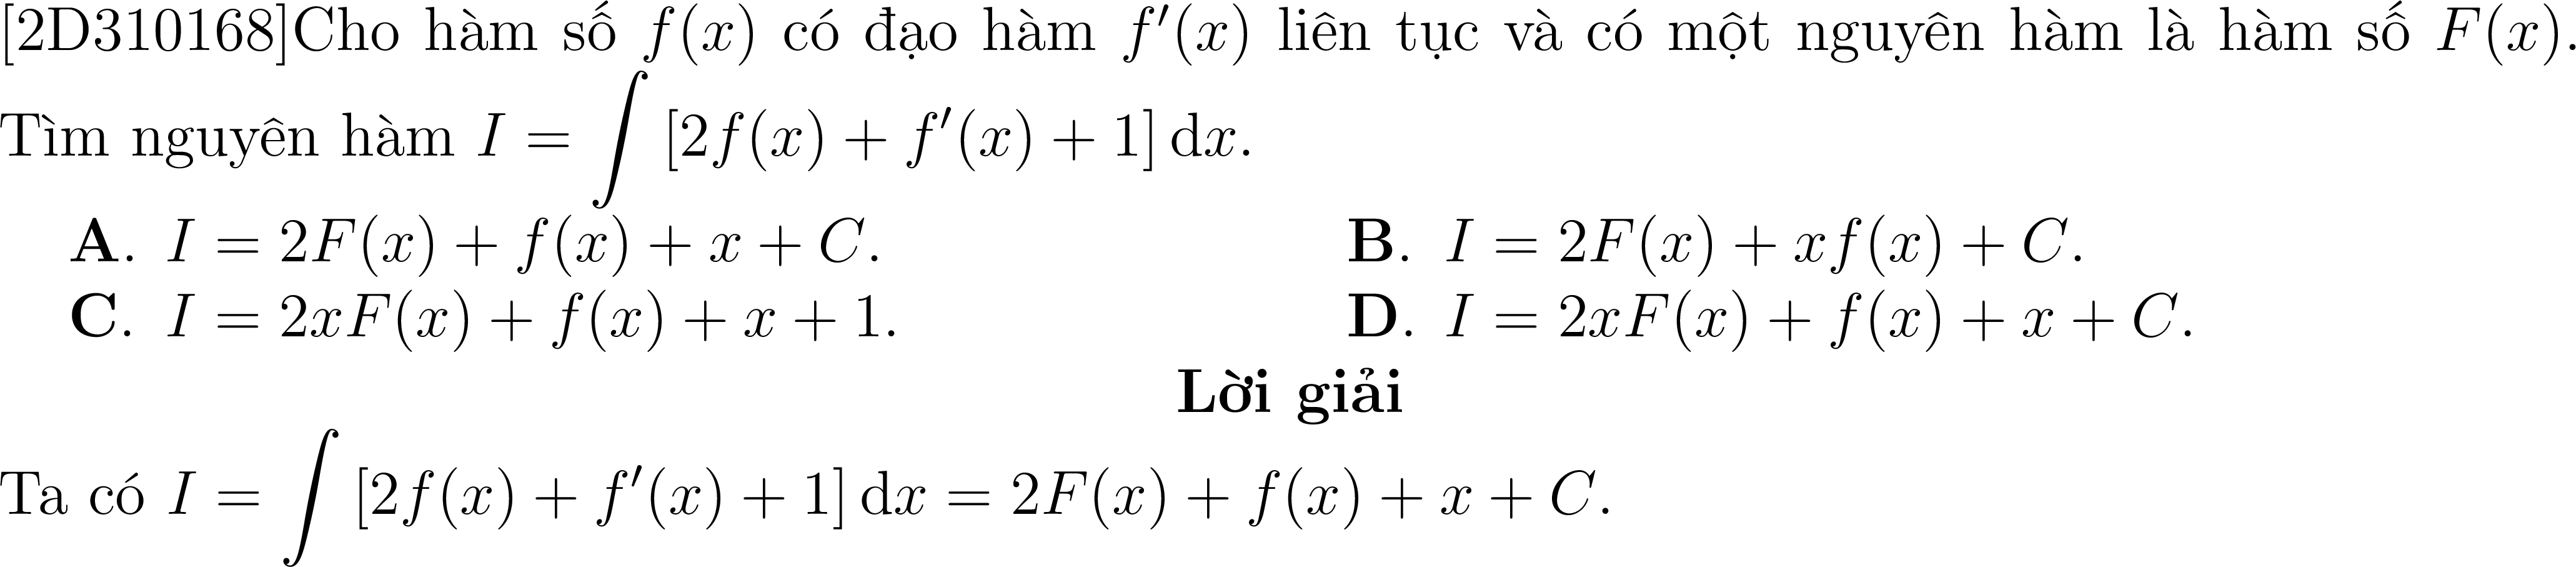 [2D310168]Cho hàm số f(x) có đạo hàm f′(x) liên tục và có một nguyên hàm là hàm số F(x).
Tìm nguyên hàm I = ∫ [2f(x) + f′(x) + 1] dx.
A. I = 2F(x) + f(x) + x + C. B. I = 2F(x) + xf(x) + C.
C. I = 2xF(x) + f(x) + x + 1. D. I = 2xF(x) + f(x) + x + C.
Lời giải
Ta có I = ∫ [2f(x) + f′(x) + 1] dx = 2F(x) + f(x) + x + C.